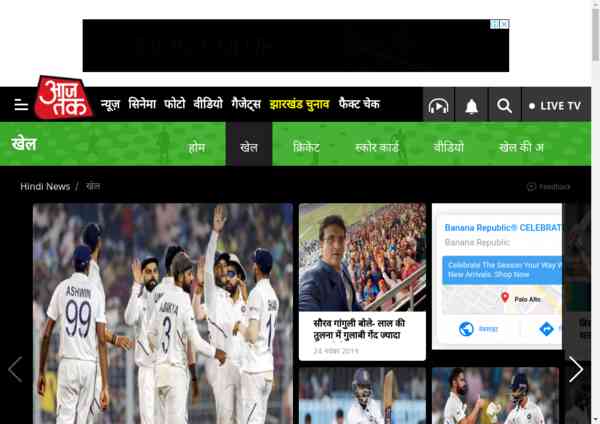 आज
तक
न्यूज़ सिनेमा फोटो वीडियो गैजेट्स झारखंड चुनाव फैक्ट चेक
LIVE TV
खेल
होम खेल क्रिकेट स्कोर कार्ड वीडियो खेल की अ
Hindi News / खेल
Feedback
ASHWIN
99
3
सौरव गांगुली बोले- लाल की
तुलना में गुलाबी गेंद ज्यादा
24 नवंबर 2019
Banana Republic® CELEBRAT
Banana Republic
Celebrate The Season Your Way W
New Arrivals. Shop Now
Palo Alto
वेबसाइट